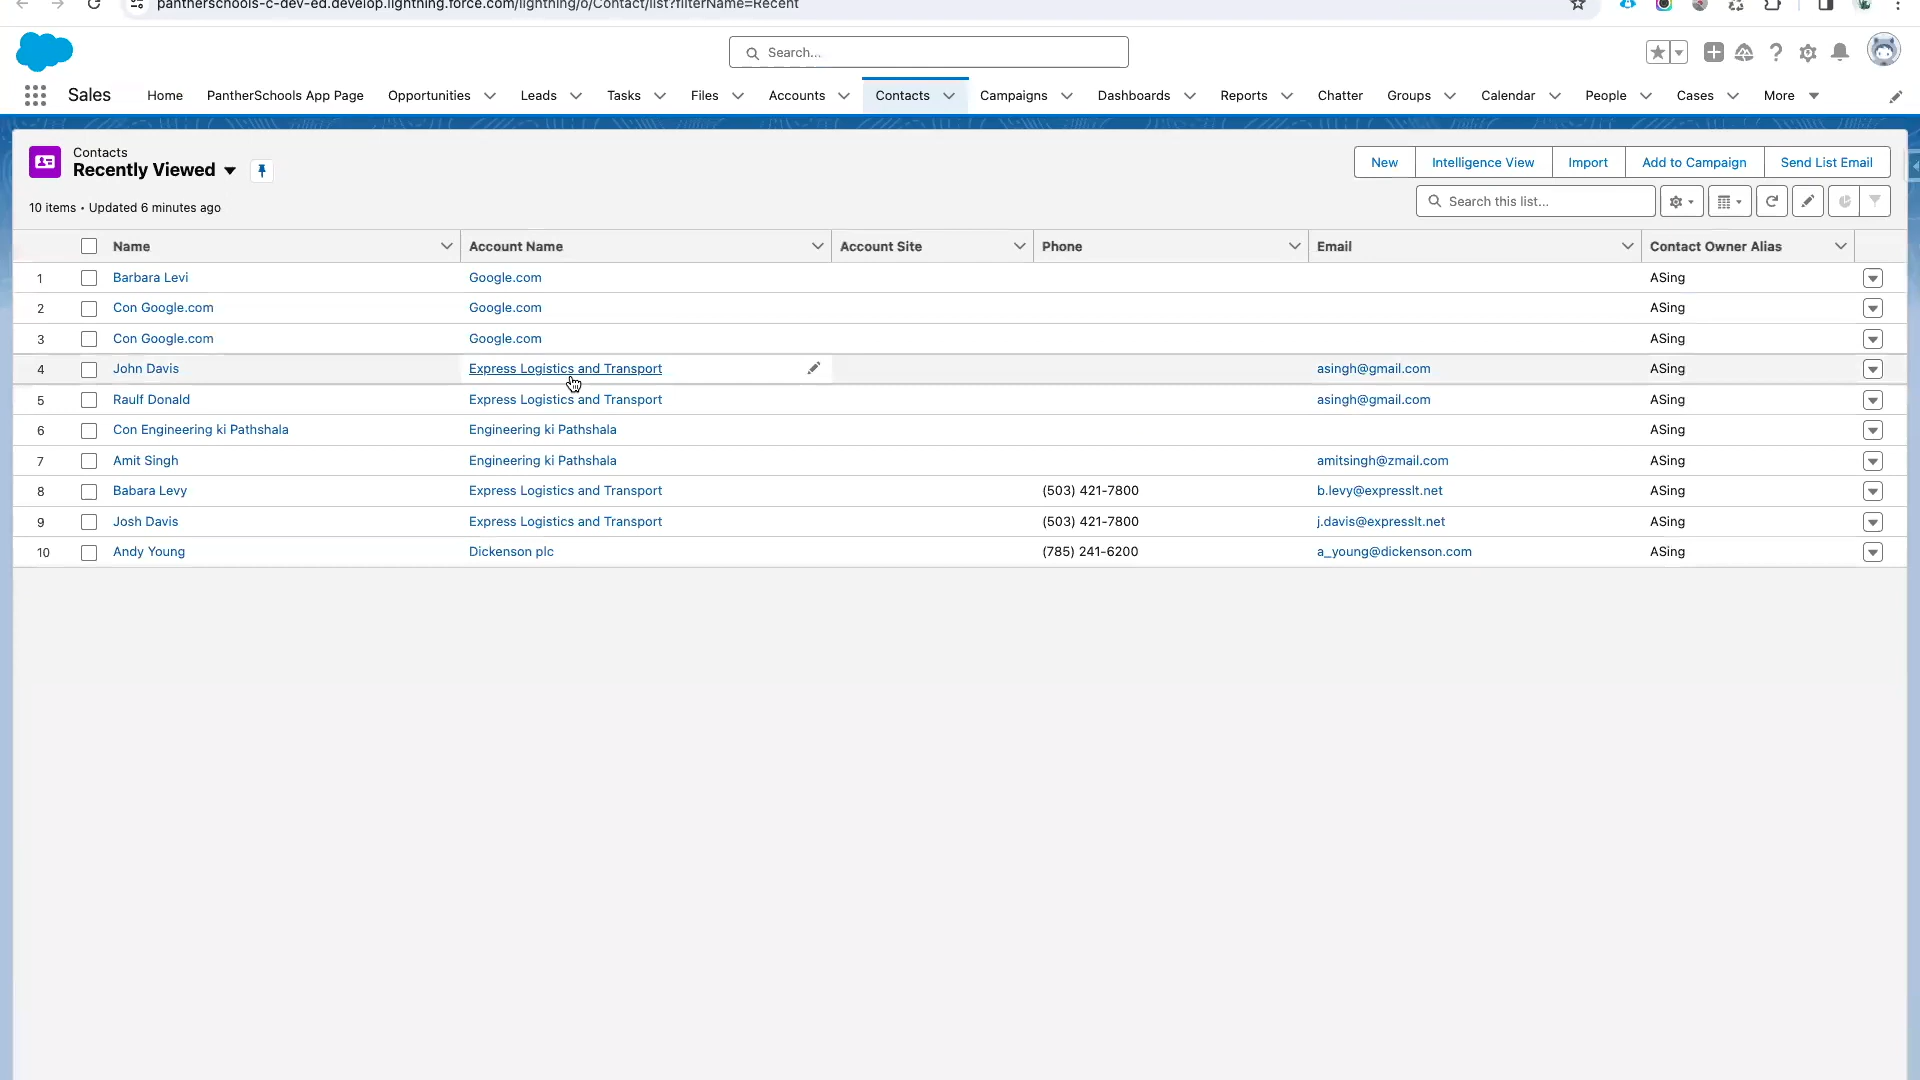 pantherschools-c-dev-ed.develop.lightning.force.com/lightning/o/Contact/list?filterName=Recent
Search...
Sales Home PantherSchools App Page Opportunities Leads Tasks Files Accounts Contacts Campaigns Dashboards Reports Chatter Groups Calendar People Cases More
Contacts
Recently Viewed
New Intelligence View Import Add to Campaign Send List Email
10 items • Updated 6 minutes ago
Search this list...
Name Account Name Account Site Phone Email Contact Owner Alias
1 Barbara Levi Google.com ASing
2 Con Google.com Google.com ASing
3 Con Google.com Google.com ASing
4 John Davis Express Logistics and Transport asingh@gmail.com ASing
5 Raulf Donald Express Logistics and Transport asingh@gmail.com ASing
6 Con Engineering ki Pathshala Engineering ki Pathshala ASing
7 Amit Singh Engineering ki Pathshala amitsingh@zmail.com ASing
8 Babara Levy Express Logistics and Transport (503) 421-7800 b.levy@expresslt.net ASing
9 Josh Davis Express Logistics and Transport (503) 421-7800 j.davis@expresslt.net ASing
10 Andy Young Dickenson plc (785) 241-6200 a_young@dickenson.com ASing